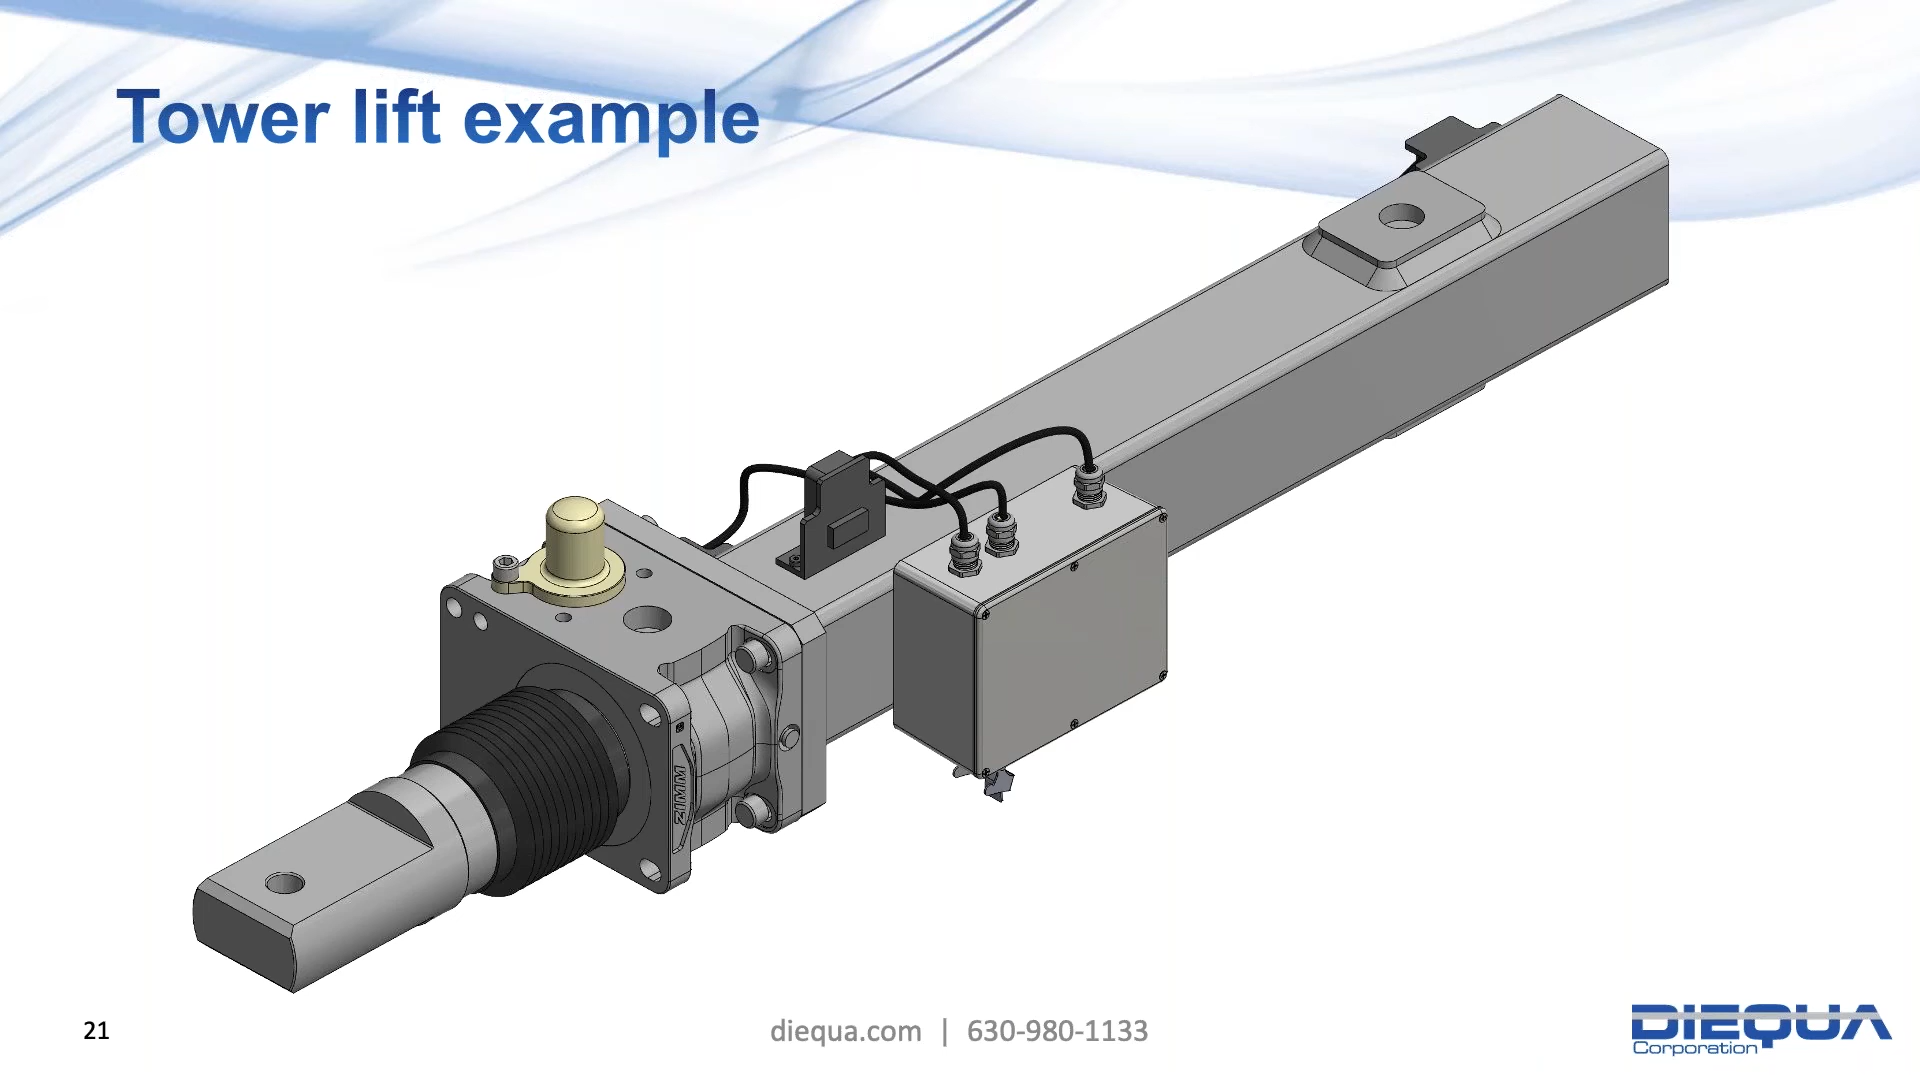 Tower lift example
ZIMM
21
diequa.com | 630-980-1133
DIEQUA
Corporation